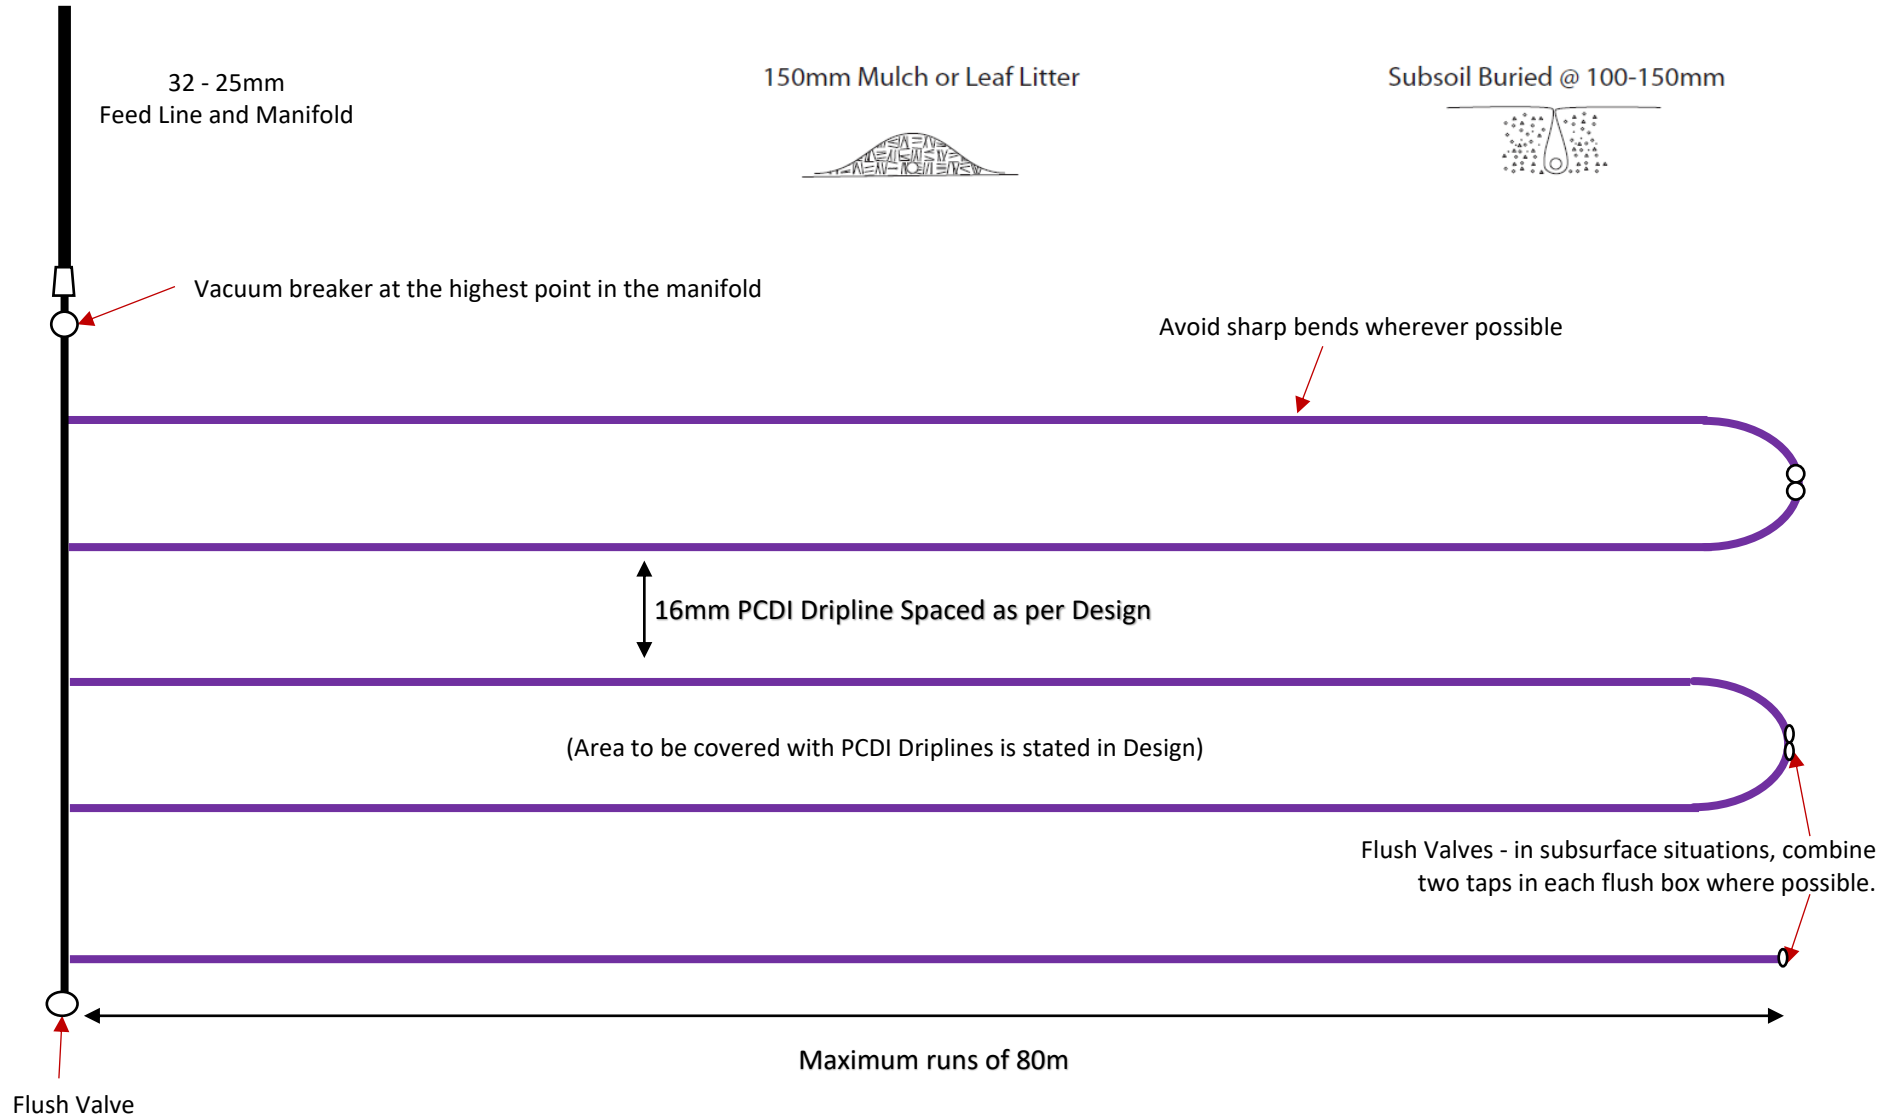 32 - 25mm
Feed Line and Manifold
150mm Mulch or Leaf Litter
Subsoil Buried @ 100-150mm
Vacuum breaker at the highest point in the manifold
Avoid sharp bends wherever possible
16mm PCDI Dripline Spaced as per Design
(Area to be covered with PCDI Driplines is stated in Design)
Flush Valves - in subsurface situations, combine
two taps in each flush box where possible.
Maximum runs of 80m
Flush Valve